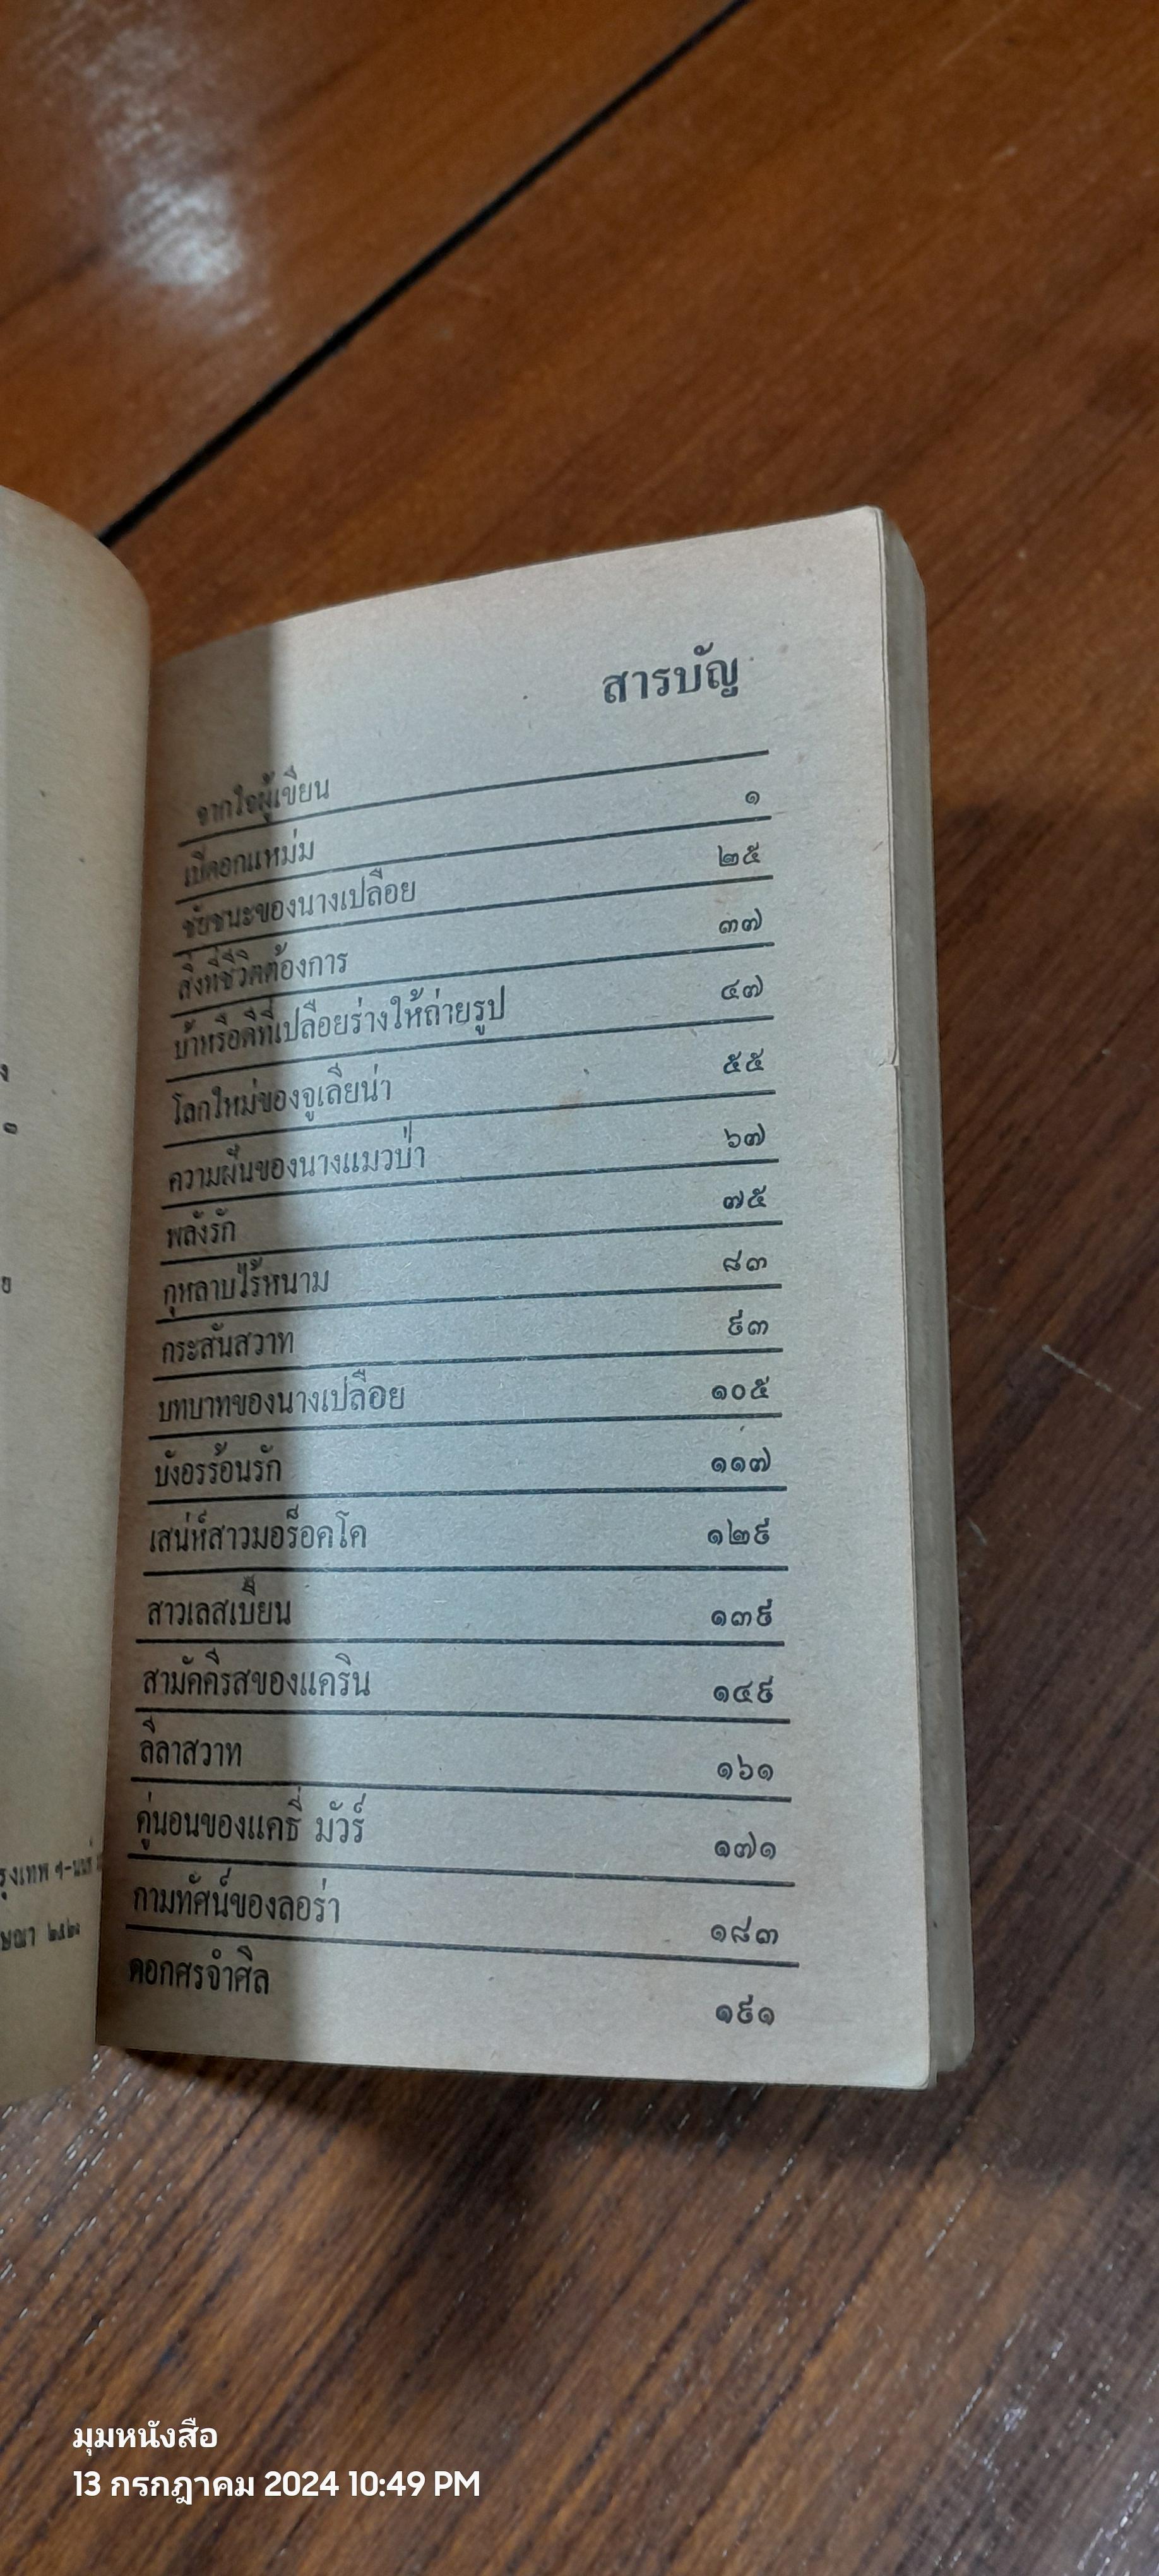 สารบัญ
จากใจผู้เขียน
เปิดอกแหม่ม ๑
ชัยชนะของนางเปลือย ๒๕
สิ่งที่ชีวิตต้องการ ๓๗
บ้าหรือดีที่เปลือยร่างให้ถ่ายรูป ๔๗
โลกใหม่ของจูเลียน่า ๕๕
ความฝันของนางแมวป่า ๖๗
พลังรัก ๗๕
กุหลาบไร้หนาม ๘๓
กระสันสวาท ๙๓
บทบาทของนางเปลือย ๑๐๕
บังอรร้อนรัก ๑๑๗
เสน่ห์สาวมอร็อคโค ๑๒๙
สาวเลสเบี้ยน ๑๓๙
สามัคคีรสของแคริน ๑๔๙
ลีลาสวาท ๑๖๑
คู่นอนของแคธี่ มัวร์ ๑๗๑
กามทัศน์ของลอร่า ๑๘๓
ดอกศรจำศีล ๑๙๑
มุมหนังสือ
13 กรกฎาคม 2024 10:49 PM